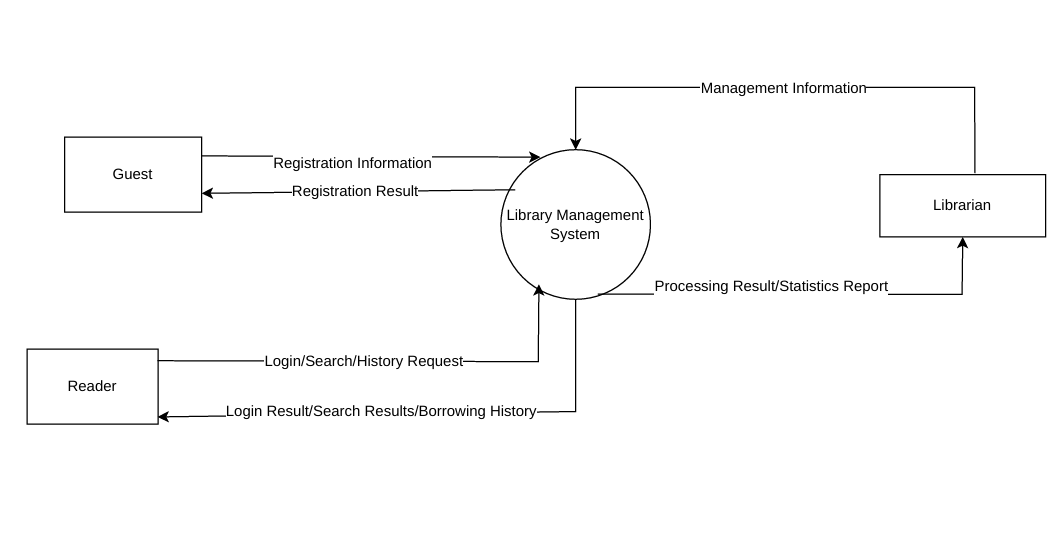 Management Information
Guest
Registration Information
Registration Result
Library Management
System
Librarian
Processing Result/Statistics Report
Login/Search/History Request
Reader
Login Result/Search Results/Borrowing History